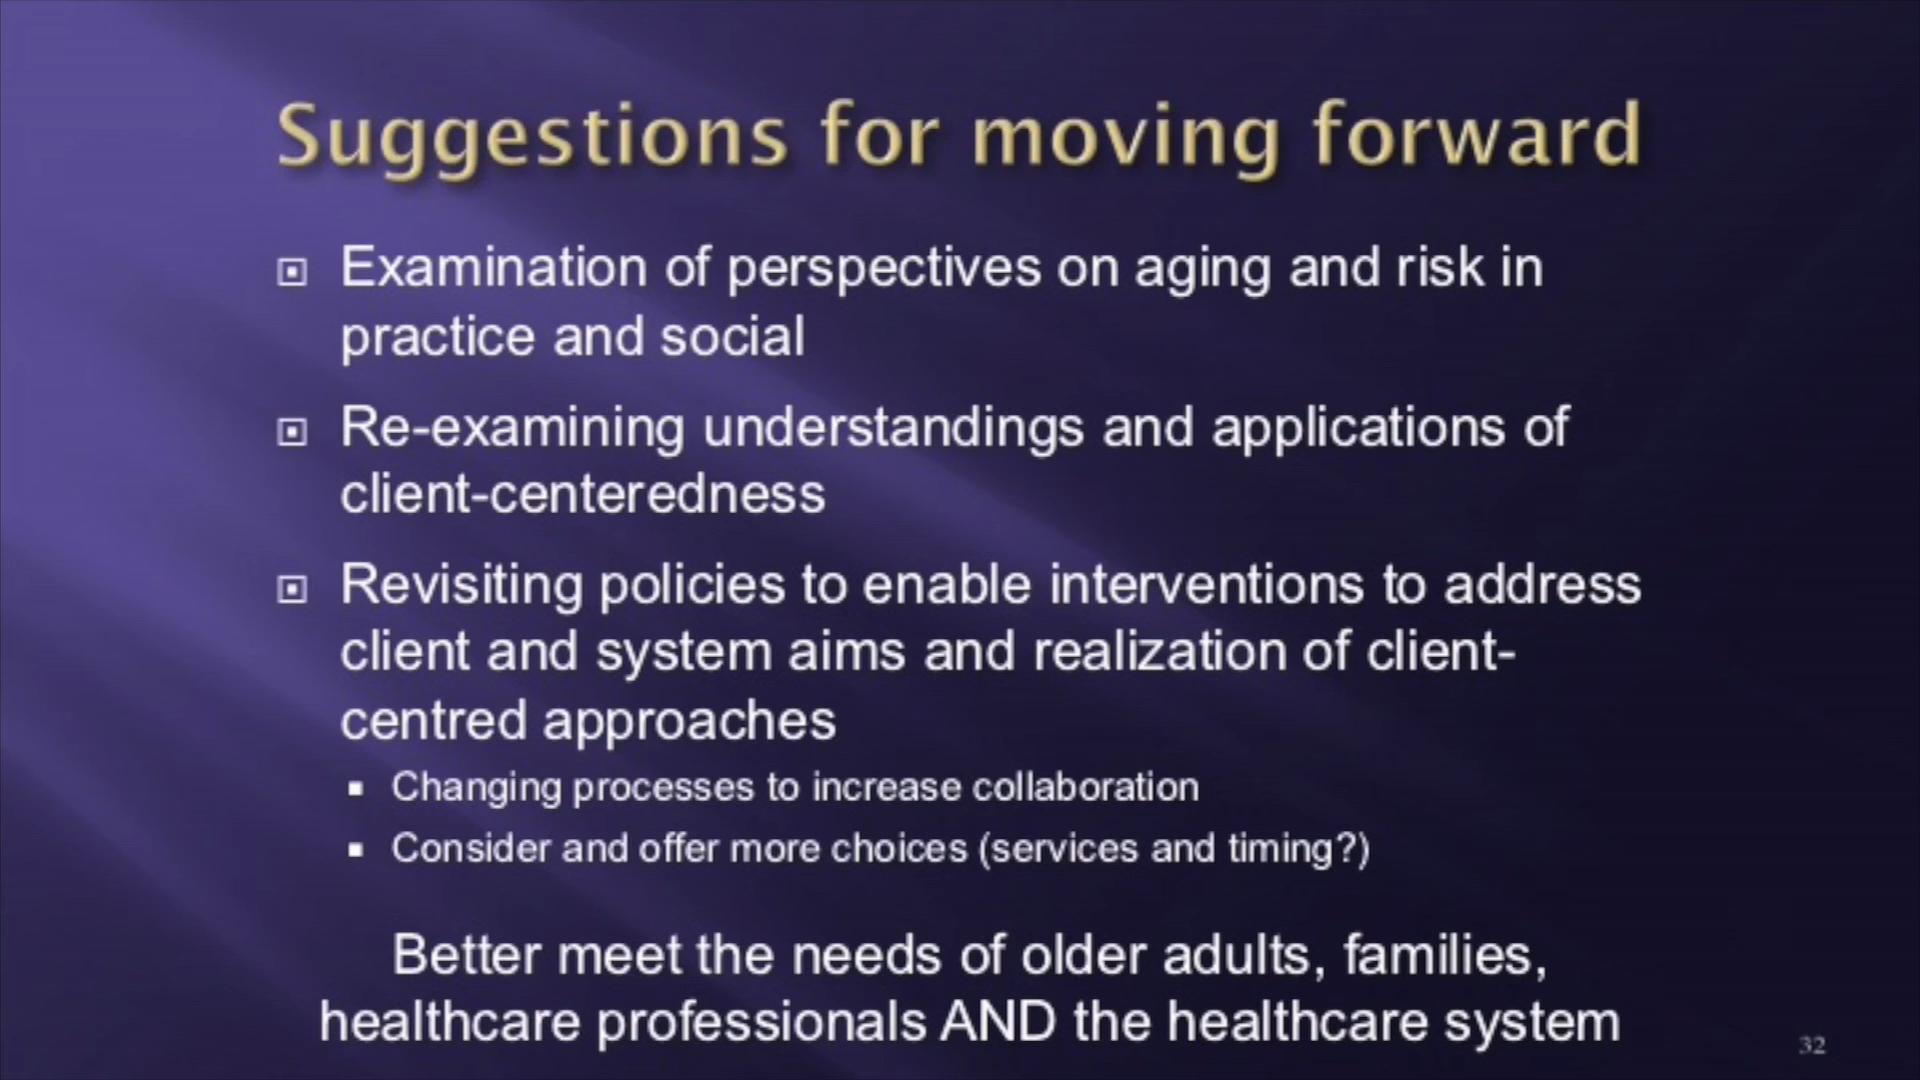 Suggestions for moving forward
Examination of perspectives on aging and risk in
practice and social
Re-examining understandings and applications of
client-centeredness
Revisiting policies to enable interventions to address
client and system aims and realization of client-
centred approaches
Changing processes to increase collaboration
Consider and offer more choices (services and timing?)
Better meet the needs of older adults, families,
healthcare professionals AND the healthcare system
32